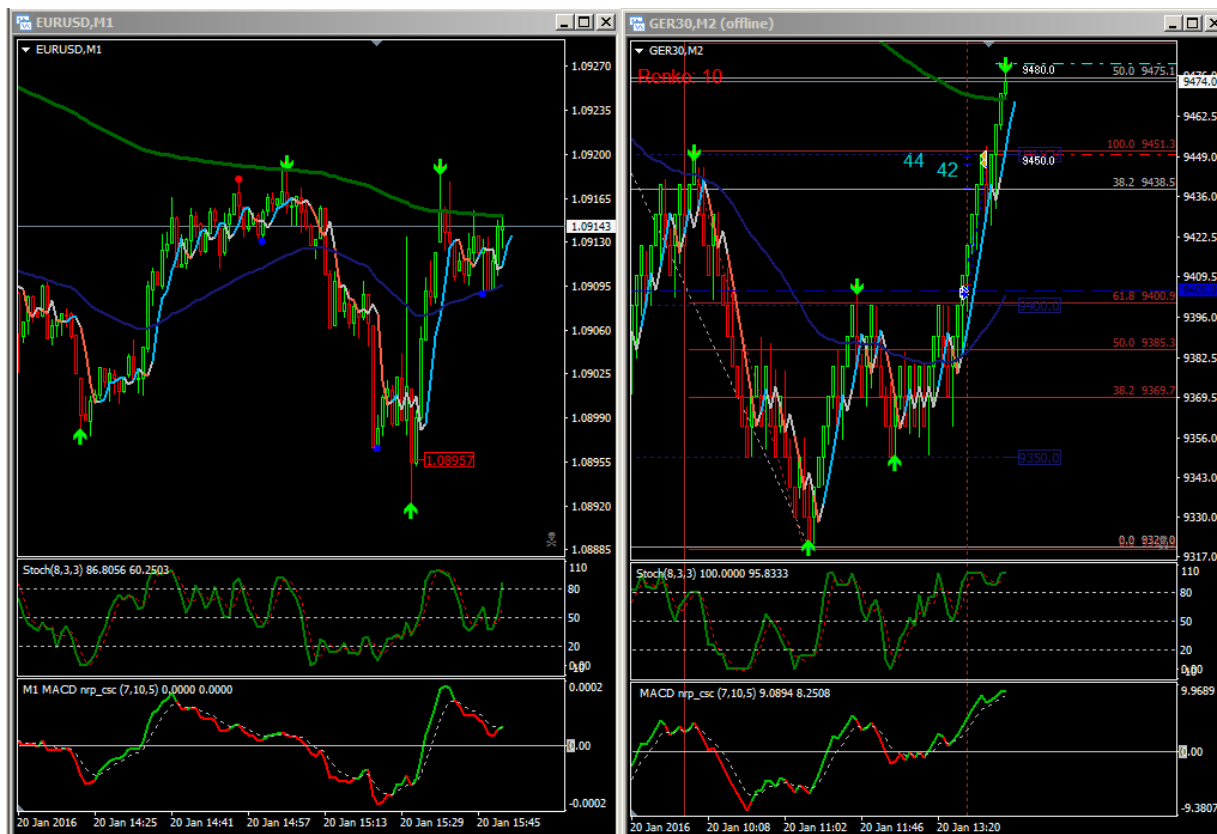 EURUSD,M1
EURUSD,M1
1.09270
1.09235
1.09200
1.09165
1.09143
1.09130
1.09095
1.09060
1.09025
1.08990
1.08955
1.08920
1.08885
1.08957
Stoch(8,3,3) 86.8056 60.2503
110
80
50
20
M1 MACD nrp_csc (7,10,5) 0.0000 0.0000
0.0002
0.00
-0.0002
20 Jan 2016
20 Jan 14:25
20 Jan 14:41
20 Jan 14:57
20 Jan 15:13
20 Jan 15:29
20 Jan 15:45
GER30,M2 (offline)
GER30,M2
Renko: 10
9480.0
50.0 9475.1
9474.0
9462.5
100.0 9451.3
9450.0
9449.0
44
42
38.2 9438.5
9436.0
9422.5
9409.5
61.8 9400.9
9400.0
9396.0
50.0 9385.3
9382.5
38.2 9369.7
9369.5
9356.0
9350.0
9343.0
9330.0
0.0 9320.0
9317.0
Stoch(8,3,3) 100.0000 95.8333
110
80
50
20
MACD nrp_csc (7,10,5) 9.0894 8.2508
9.9689
0.00
-9.3807
20 Jan 2016
20 Jan 10:08
20 Jan 11:02
20 Jan 11:46
20 Jan 13:20